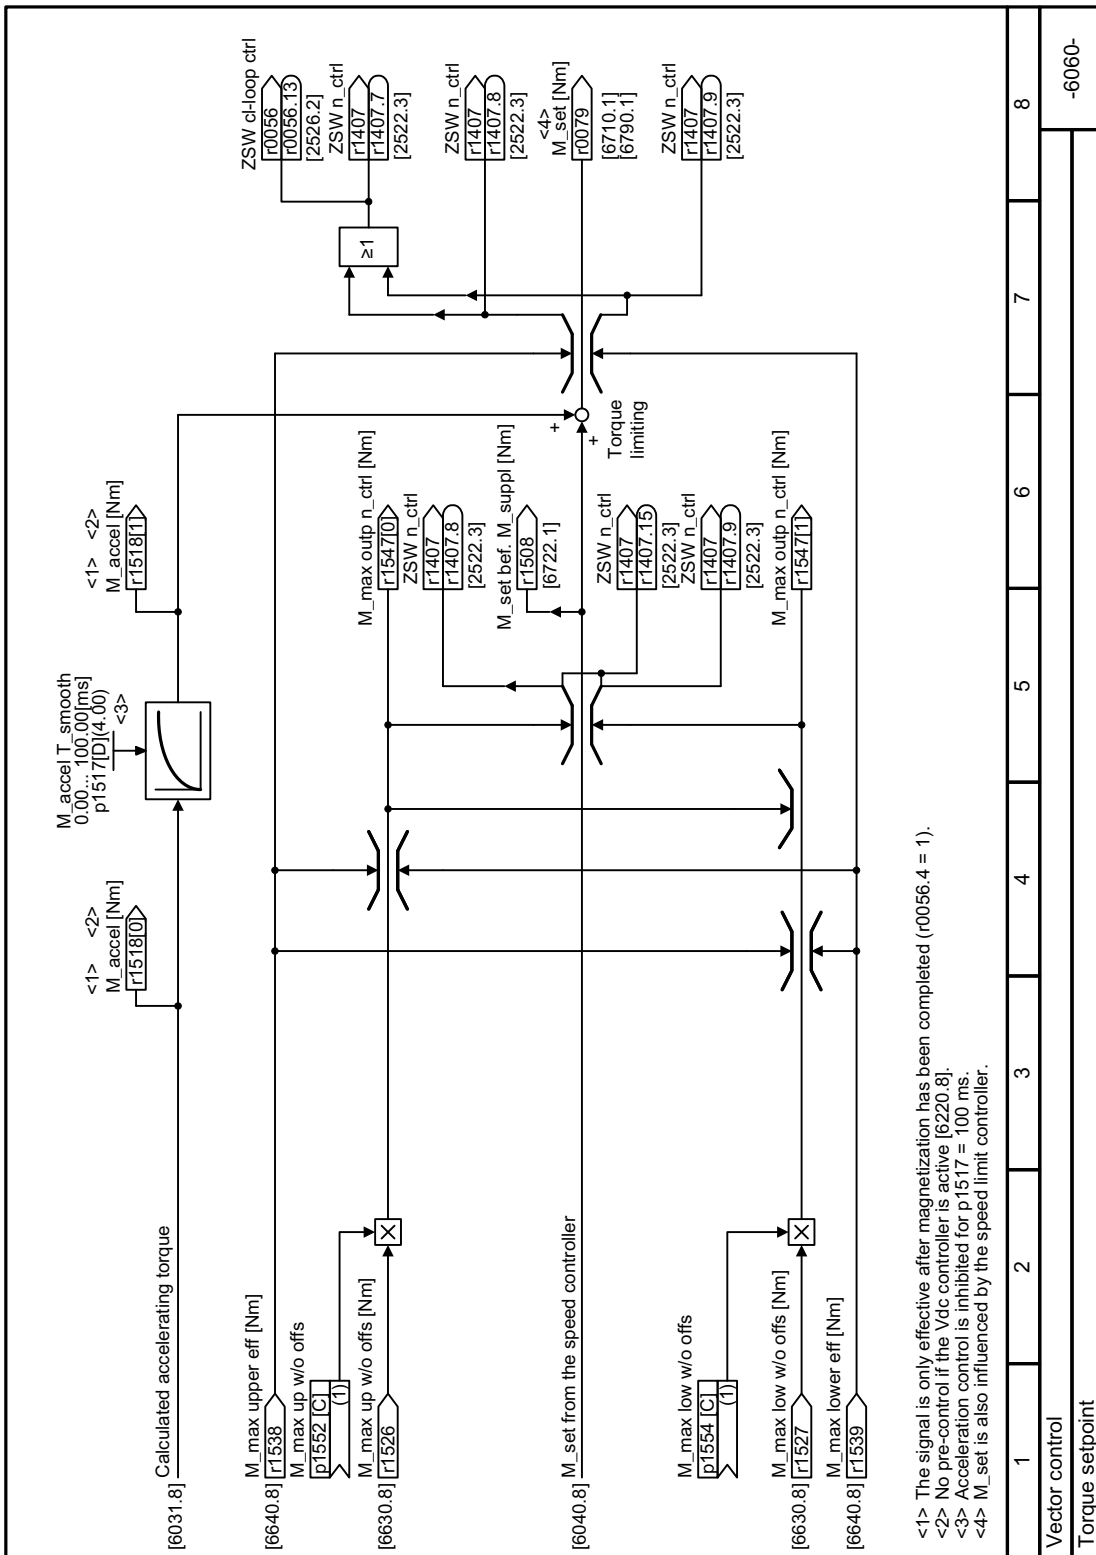 [6031.8] Calculated accelerating torque
<1> <2>
M_accel [Nm]
r1518[0]
M_accel T_smooth
0.00 ... 100.00[ms]
p1517[D](4.00)
<3>
<1> <2>
M_accel [Nm]
r1518[1]
ZSW cl-loop ctrl
r0056
r0056.13
[2526.2]
ZSW n_ctrl
r1407
r1407.7
[2522.3]
≥1
M_max upper eff [Nm]
[6640.8] r1538
M_max up w/o offs
p1552 [C]
(1)
M_max up w/o offs [Nm]
[6630.8] r1526
M_max outp n_ctrl [Nm]
r1547[0]
ZSW n_ctrl
r1407
r1407.8
[2522.3]
ZSW n_ctrl
r1407
r1407.8
[2522.3]
M_set bef. M_suppl [Nm]
r1508
[6722.1]
[6040.8] M_set from the speed controller
+
+
Torque
limiting
<4>
M_set [Nm]
r0079
[6710.1]
[6790.1]
ZSW n_ctrl
r1407
r1407.15
[2522.3]
ZSW n_ctrl
r1407
r1407.9
[2522.3]
ZSW n_ctrl
r1407
r1407.9
[2522.3]
M_max low w/o offs
p1554 [C]
(1)
M_max low w/o offs [Nm]
[6630.8] r1527
M_max outp n_ctrl [Nm]
r1547[1]
M_max lower eff [Nm]
[6640.8] r1539
<1> The signal is only effective after magnetization has been completed (r0056.4 = 1).
<2> No pre-control if the Vdc controller is active [6220.8].
<3> Acceleration control is inhibited for p1517 = 100 ms.
<4> M_set is also influenced by the speed limit controller.
1 2 3 4 5 6 7 8
Vector control
Torque setpoint
-6060-